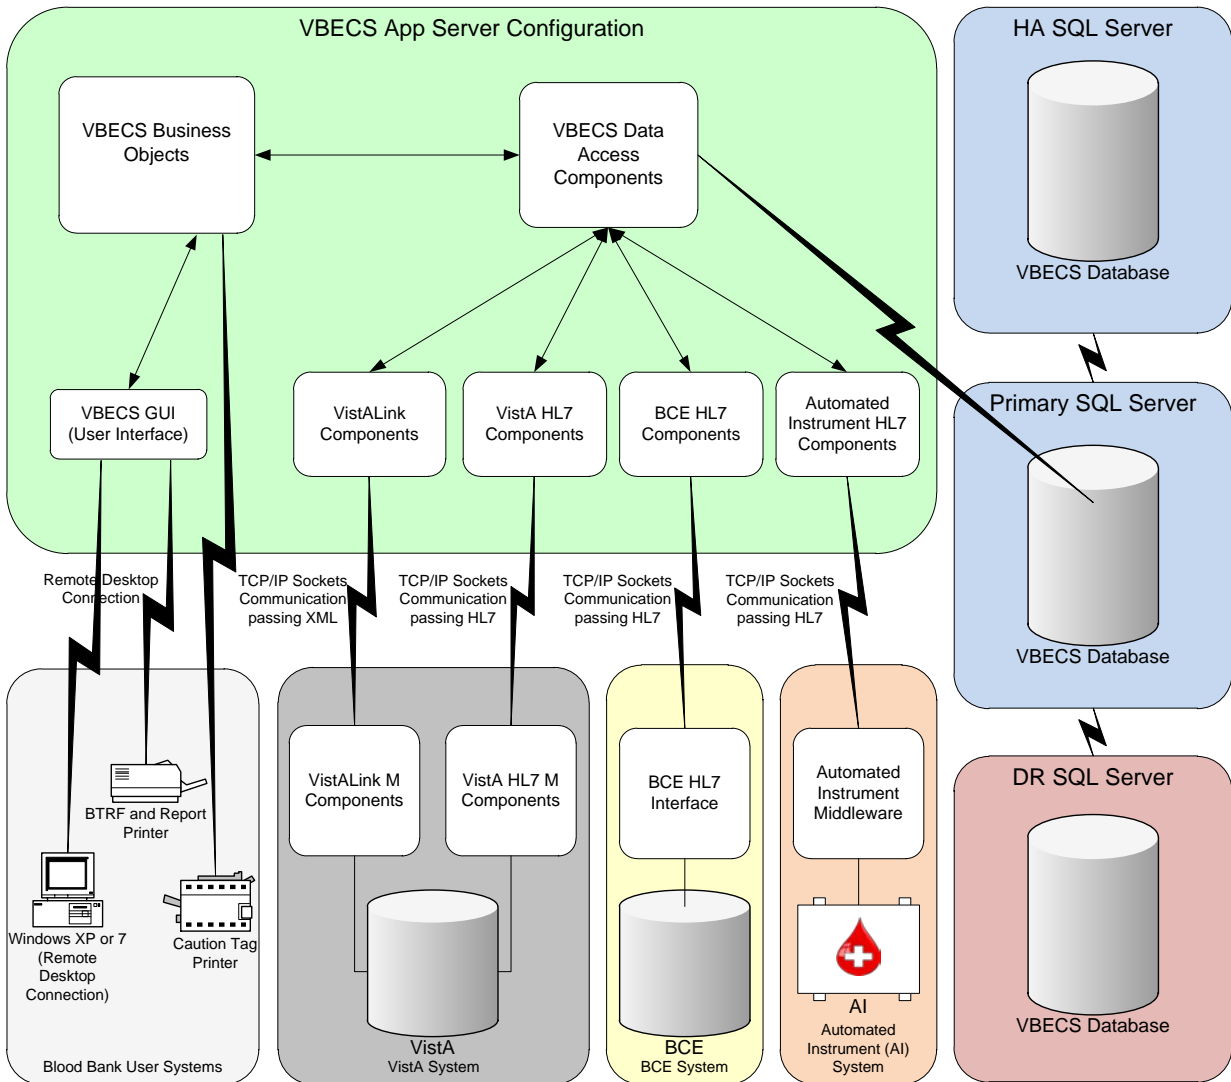 VBECS App Server Configuration
HA SQL Server
VBECS Business
Objects
VBECS Data
Access
Components
VBECS Database
VBECS GUI
(User Interface)
VistALink
Components
VistA HL7
Components
BCE HL7
Components
Automated
Instrument HL7
Components
Primary SQL Server
VBECS Database
Remote Desktop
Connection
TCP/IP Sockets
Communication
passing XML
TCP/IP Sockets
Communication
passing HL7
TCP/IP Sockets
Communication
passing HL7
TCP/IP Sockets
Communication
passing HL7
BTRF and Report
Printer
Windows XP or 7
(Remote
Desktop
Connection)
Caution Tag
Printer
Blood Bank User Systems
VistALink M
Components
VistA HL7 M
Components
VistA
VistA System
BCE HL7
Interface
BCE
BCE System
Automated
Instrument
Middleware
AI
Automated
Instrument (AI)
System
DR SQL Server
VBECS Database